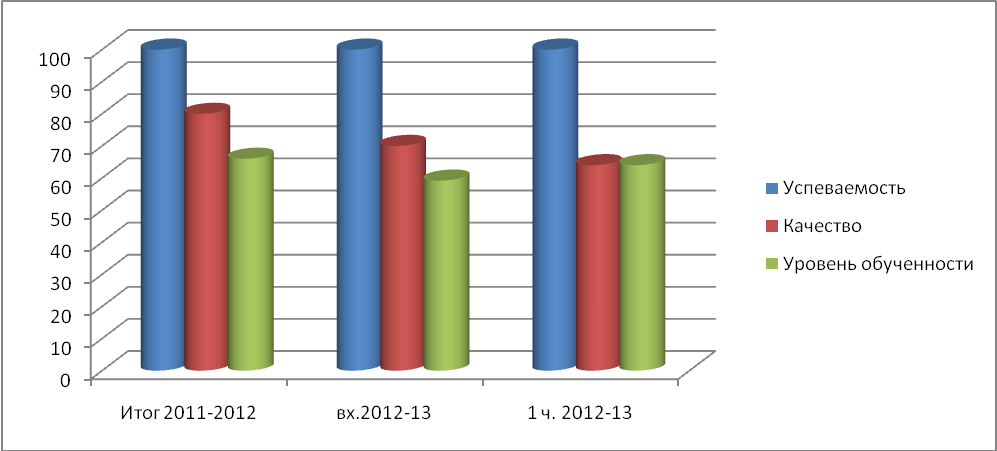 100
90
80
70
60
50
40
30
20
10
0
Итог 2011-2012
вх.2012-13
1 ч. 2012-13
Успеваемость
Качество
Уровень обученности